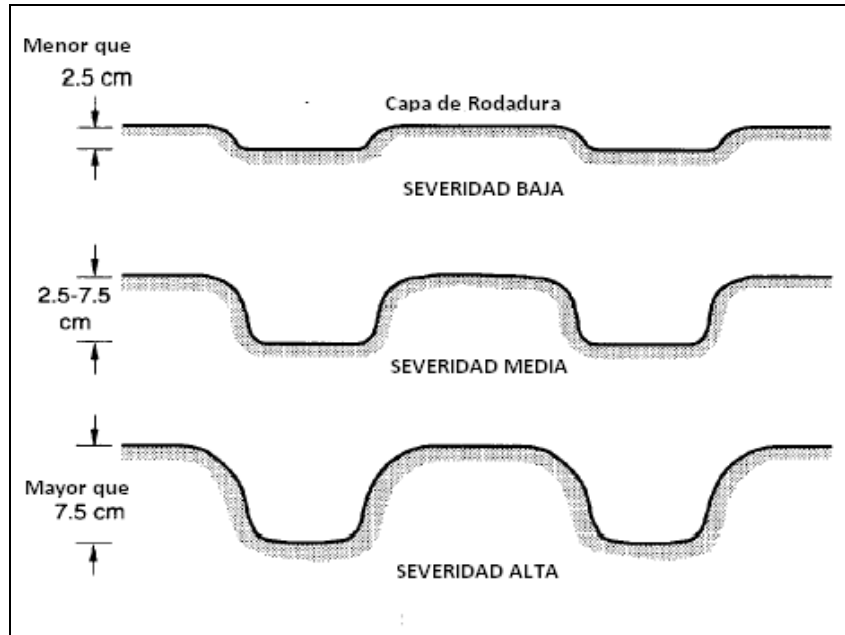 Menor que
2.5 cm
Capa de Rodadura
SEVERIDAD BAJA
2.5-7.5
cm
SEVERIDAD MEDIA
Mayor que
7.5 cm
SEVERIDAD ALTA